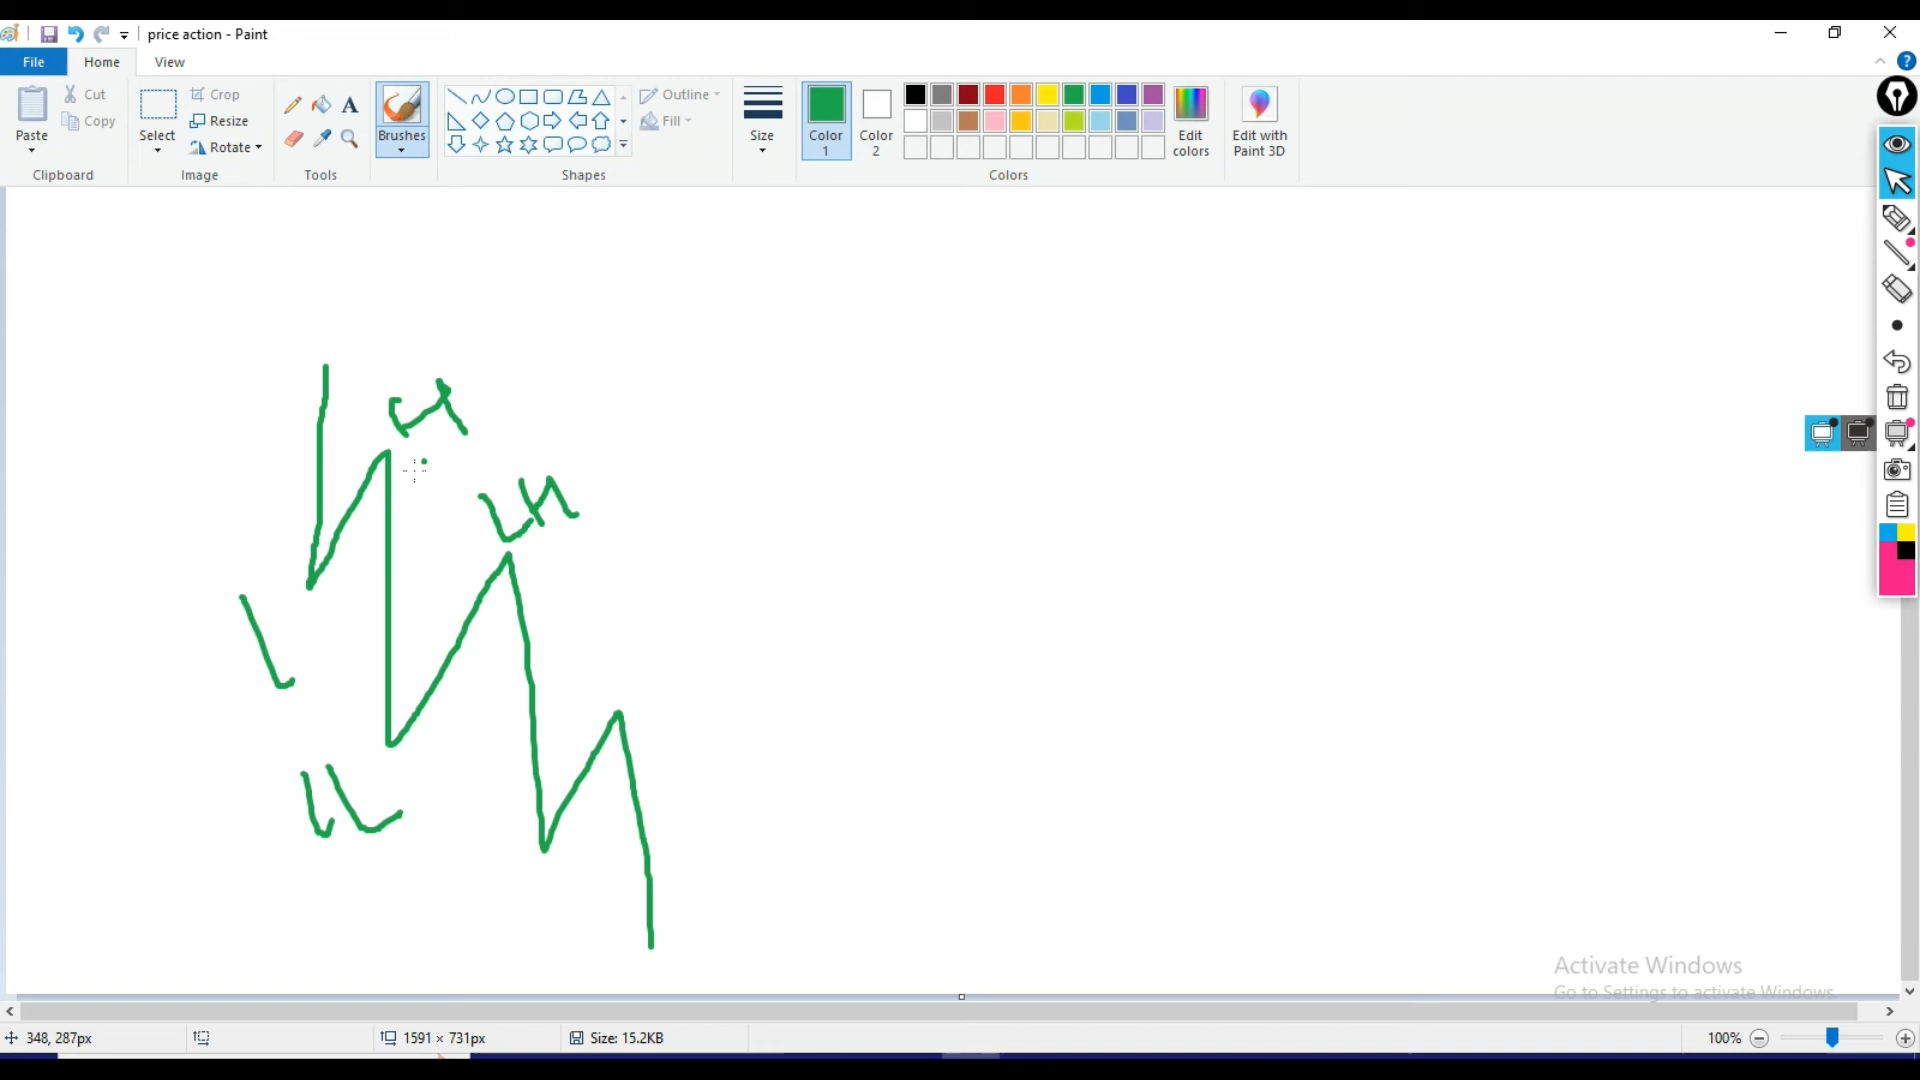 price action - Paint
File Home View
Paste Cut Copy Clipboard
Select Crop Resize Rotate Image
Tools
Brushes
Outline Fill Shapes
Size
Color 1 Color 2 Edit colors Colors
Edit with Paint 3D
H
LH
L
LL
Activate Windows
Go to Settings to activate Windows.
348, 287px 1591 × 731px Size: 15.2KB 100%